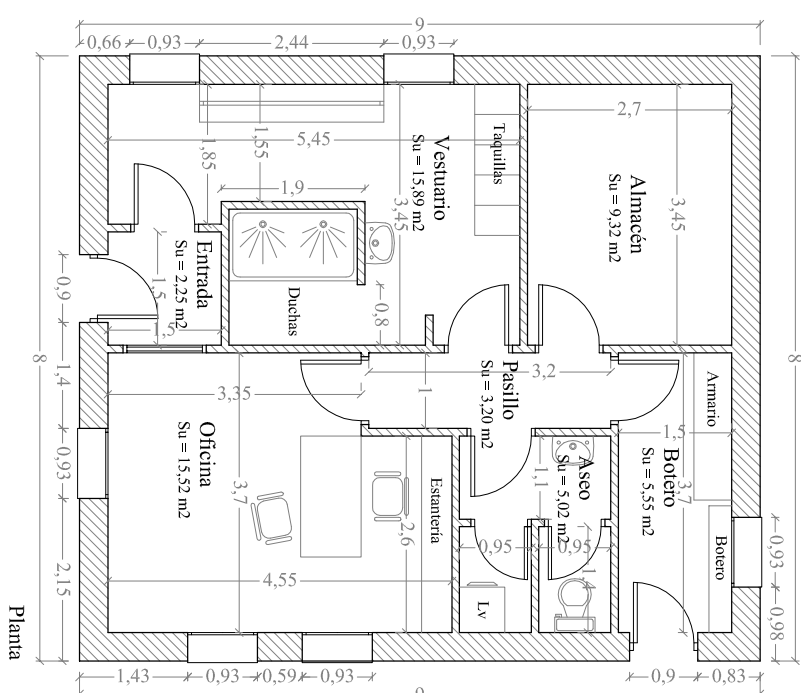 9
0,66
0,93
2,44
0,93
8
8
5,45
2,7
1,85
1,55
1,9
3,45
3,45
Vestuario
Su = 15,89 m2
Taquillas
Almacén
Su = 9,32 m2
Entrada
Su = 2,25 m2
1,5
1,5
Duchas
0,8
0,9
1,4
0,93
2,15
3,35
3,2
1
Pasillo
Su = 3,20 m2
Armario
1,5
3,7
Botero
Su = 5,55 m2
Botero
Oficina
Su = 15,52 m2
3,7
2,6
Estantería
4,55
Aseo
Su = 5,02 m2
1,1
0,95
0,95
1,4
Lv
0,93
0,98
Planta
1,43
0,93
0,59
0,93
0,9
0,83
9